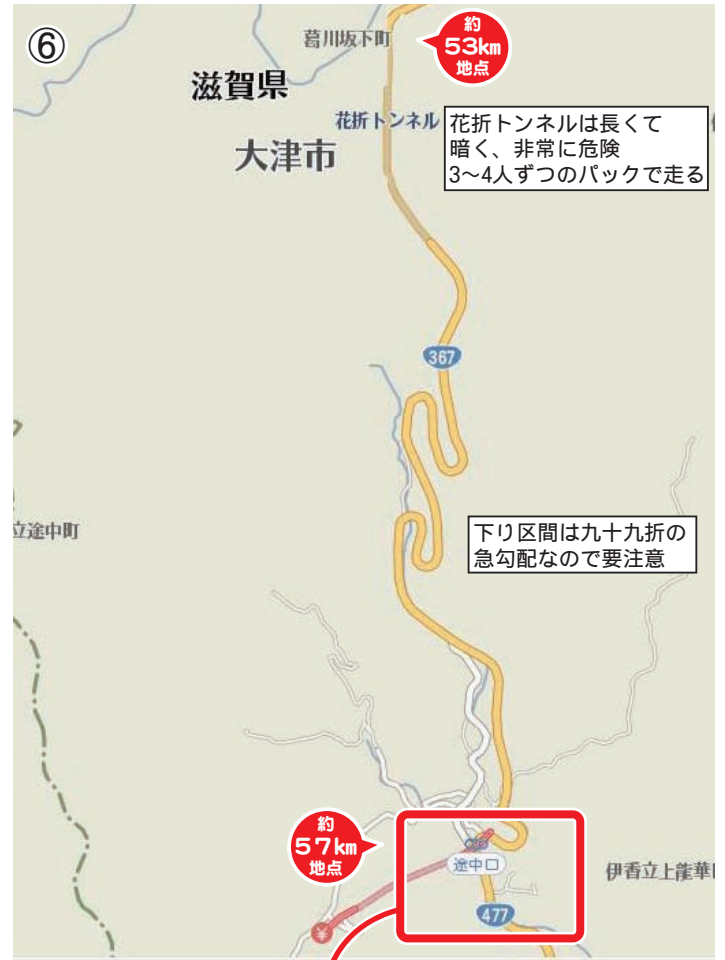 ⑥
葛川坂下町
約
53km
地点
滋賀県
花折トンネル
大津市
花折トンネルは長くて
暗く、非常に危険
3〜4人ずつのパックで走る
367
立途中町
下り区間は九十九折の
急勾配なので要注意
約
57km
地点
途中口
伊香立上龍華
477
¥